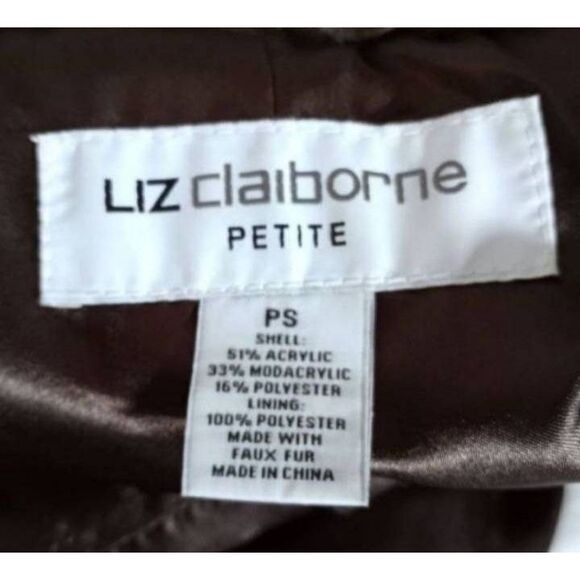 LIZ claiborne
PETITE
PS
SHELL:
51% ACRYLIC
33% MODACRYLIC
16% POLYESTER
LINING:
100% POLYESTER
MADE WITH
FAUX FUR
MADE IN CHINA